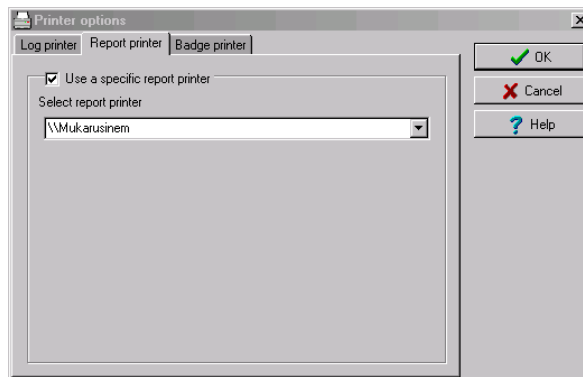 Printer options
Log printer Report printer Badge printer
Use a specific report printer
Select report printer
\\Mukarusinem
OK
Cancel
Help